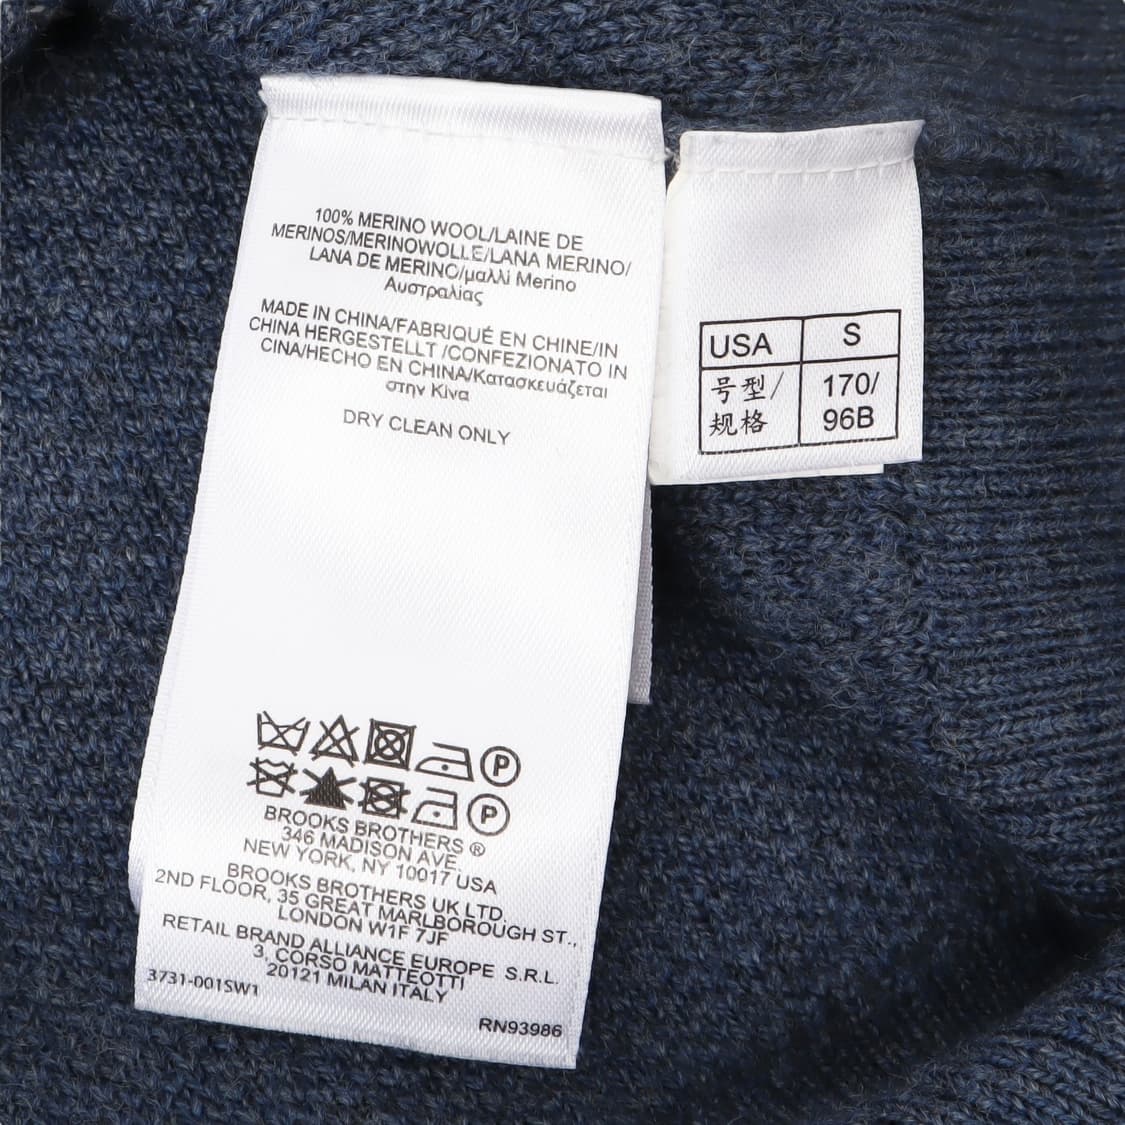 100% MERINO WOOL/LAINE DE
MERINOS/MERINOWOLLE/LANA MERINO/
LANA DE MERINO/μαλλί Merino
Αυστραλίας
MADE IN CHINA/FABRIQUÉ EN CHINE/IN
CHINA HERGESTELLT /CONFEZIONATO IN
CINA/HECHO EN CHINA/Κατασκευάζεται
στην Κίνα
DRY CLEAN ONLY
P
P
BROOKS BROTHERS ®
346 MADISON AVE.
NEW YORK, NY 10017 USA
BROOKS BROTHERS UK LTD.
2ND FLOOR, 35 GREAT MARLBOROUGH ST.,
LONDON W1F 7JF
RETAIL BRAND ALLIANCE EUROPE S.R.L.
3, CORSO MATTEOTTI
20121 MILAN ITALY
3731-001SW1
RN93986
USA S
号型/ 170/
规格 96B